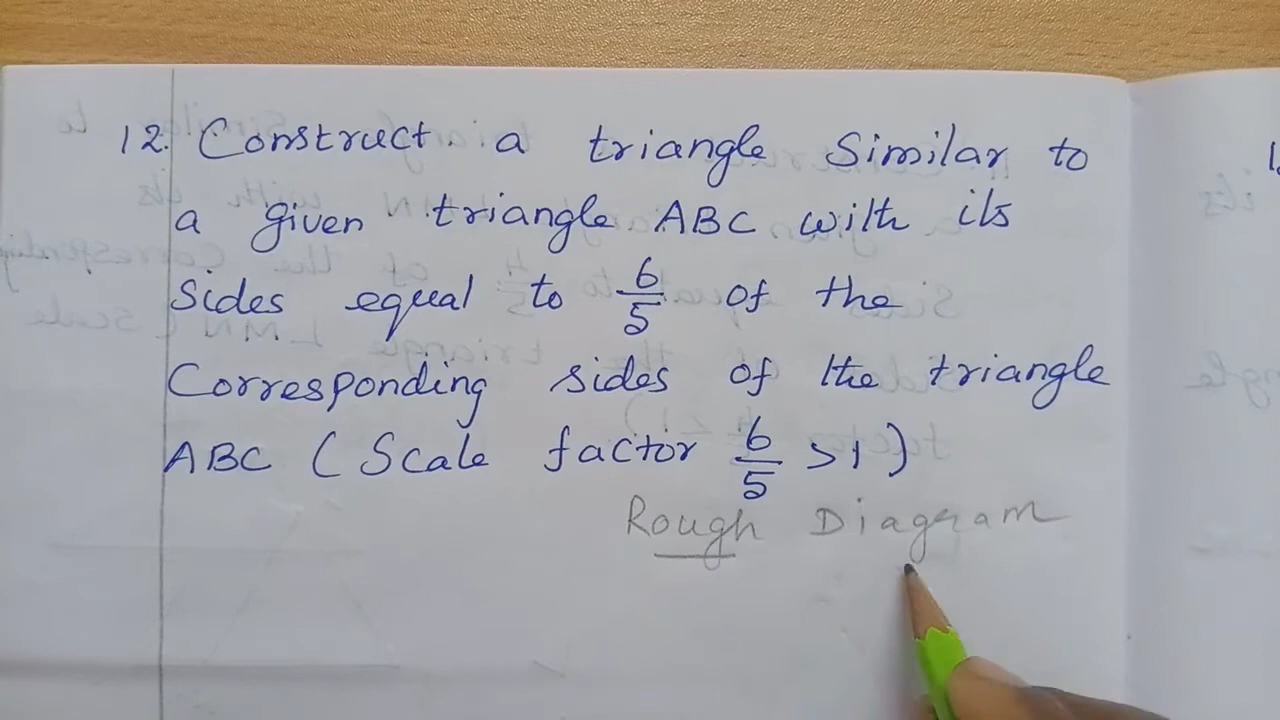 12. Construct a triangle Similar to
a given triangle ABC with its
Sides equal to 6/5 of the
Corresponding sides of the triangle
ABC (Scale factor 6/5 > 1)
Rough Diagram